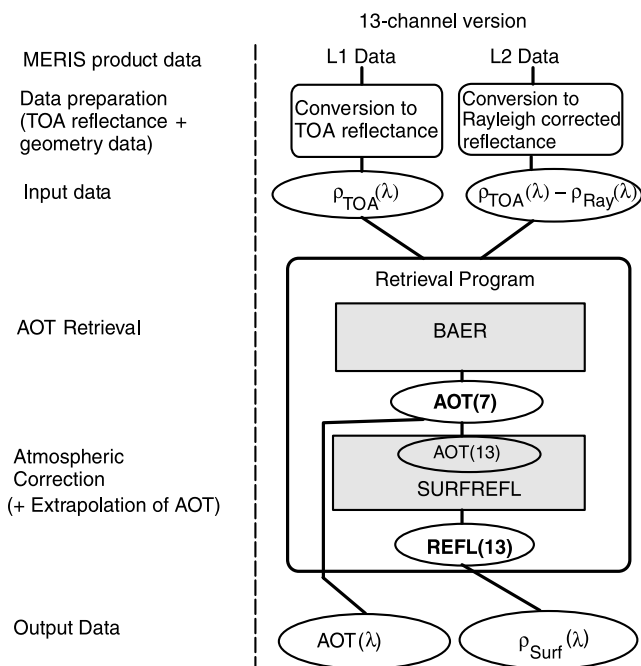 13-channel version
MERIS product data
L1 Data
L2 Data
Data preparation
(TOA reflectance +
geometry data)
Conversion to
TOA reflectance
Conversion to
Rayleigh corrected
reflectance
Input data
ρTOA(λ)
ρTOA(λ) − ρRay(λ)
Retrieval Program
AOT Retrieval
BAER
AOT(7)
Atmospheric
Correction
(+ Extrapolation of AOT)
AOT(13)
SURFREFL
REFL(13)
Output Data
AOT(λ)
ρSurf(λ)